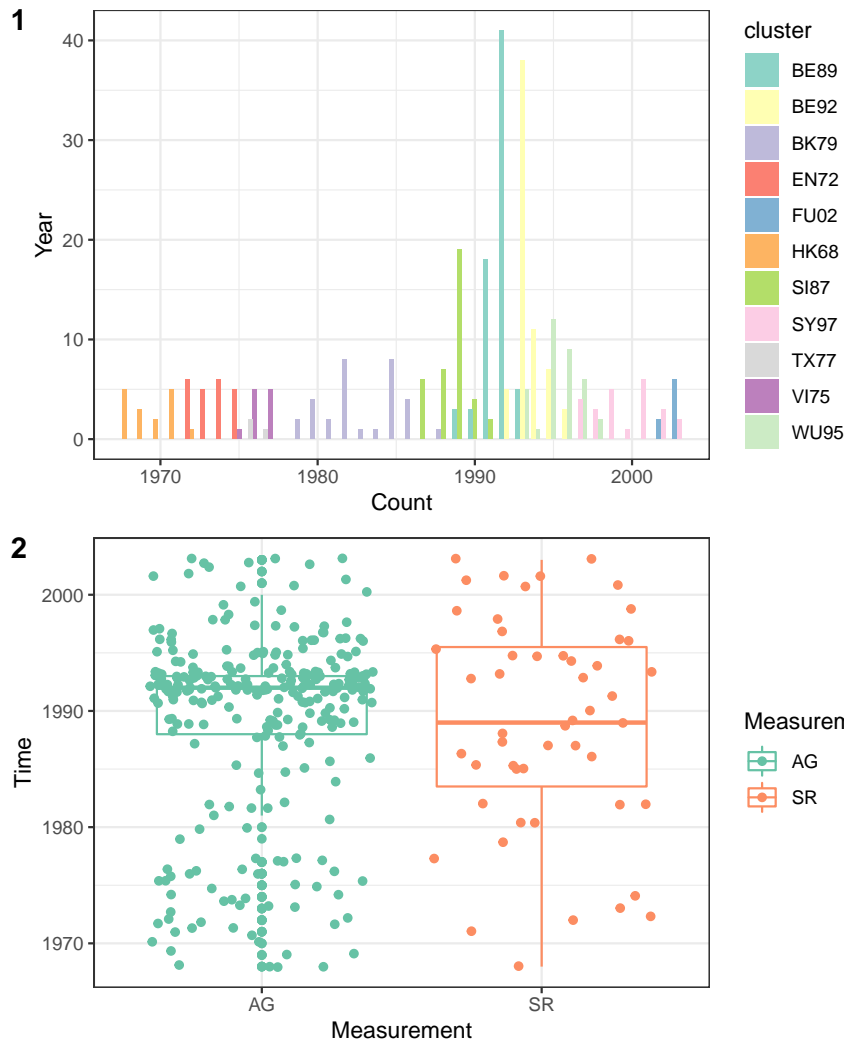 1
Year
40
30
20
10
0
1970 1980 1990 2000
Count
cluster
BE89
BE92
BK79
EN72
FU02
HK68
SI87
SY97
TX77
VI75
WU95
2
Time
2000
1990
1980
1970
AG SR
Measurement
Measurem
AG
SR